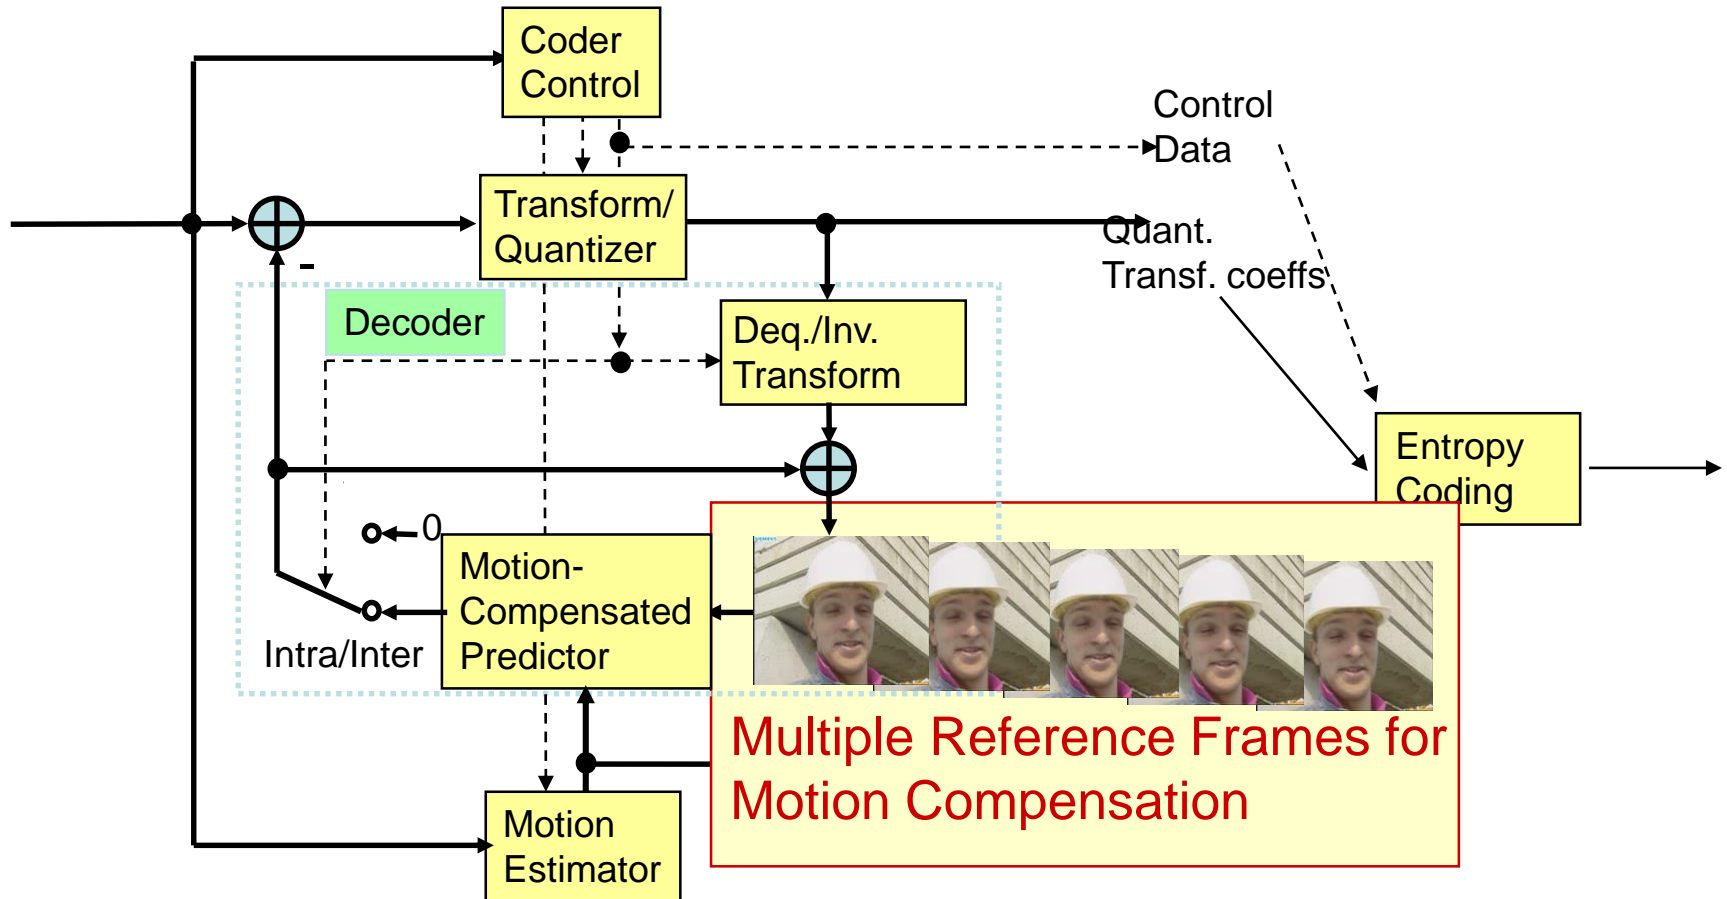 Coder
Control
Control
Data
Transform/
Quantizer
-
Quant.
Transf. coeffs
Decoder
Deq./Inv.
Transform
Entropy
Coding
0
Motion-
Compensated
Predictor
Intra/Inter
Multiple Reference Frames for
Motion Compensation
Motion
Estimator